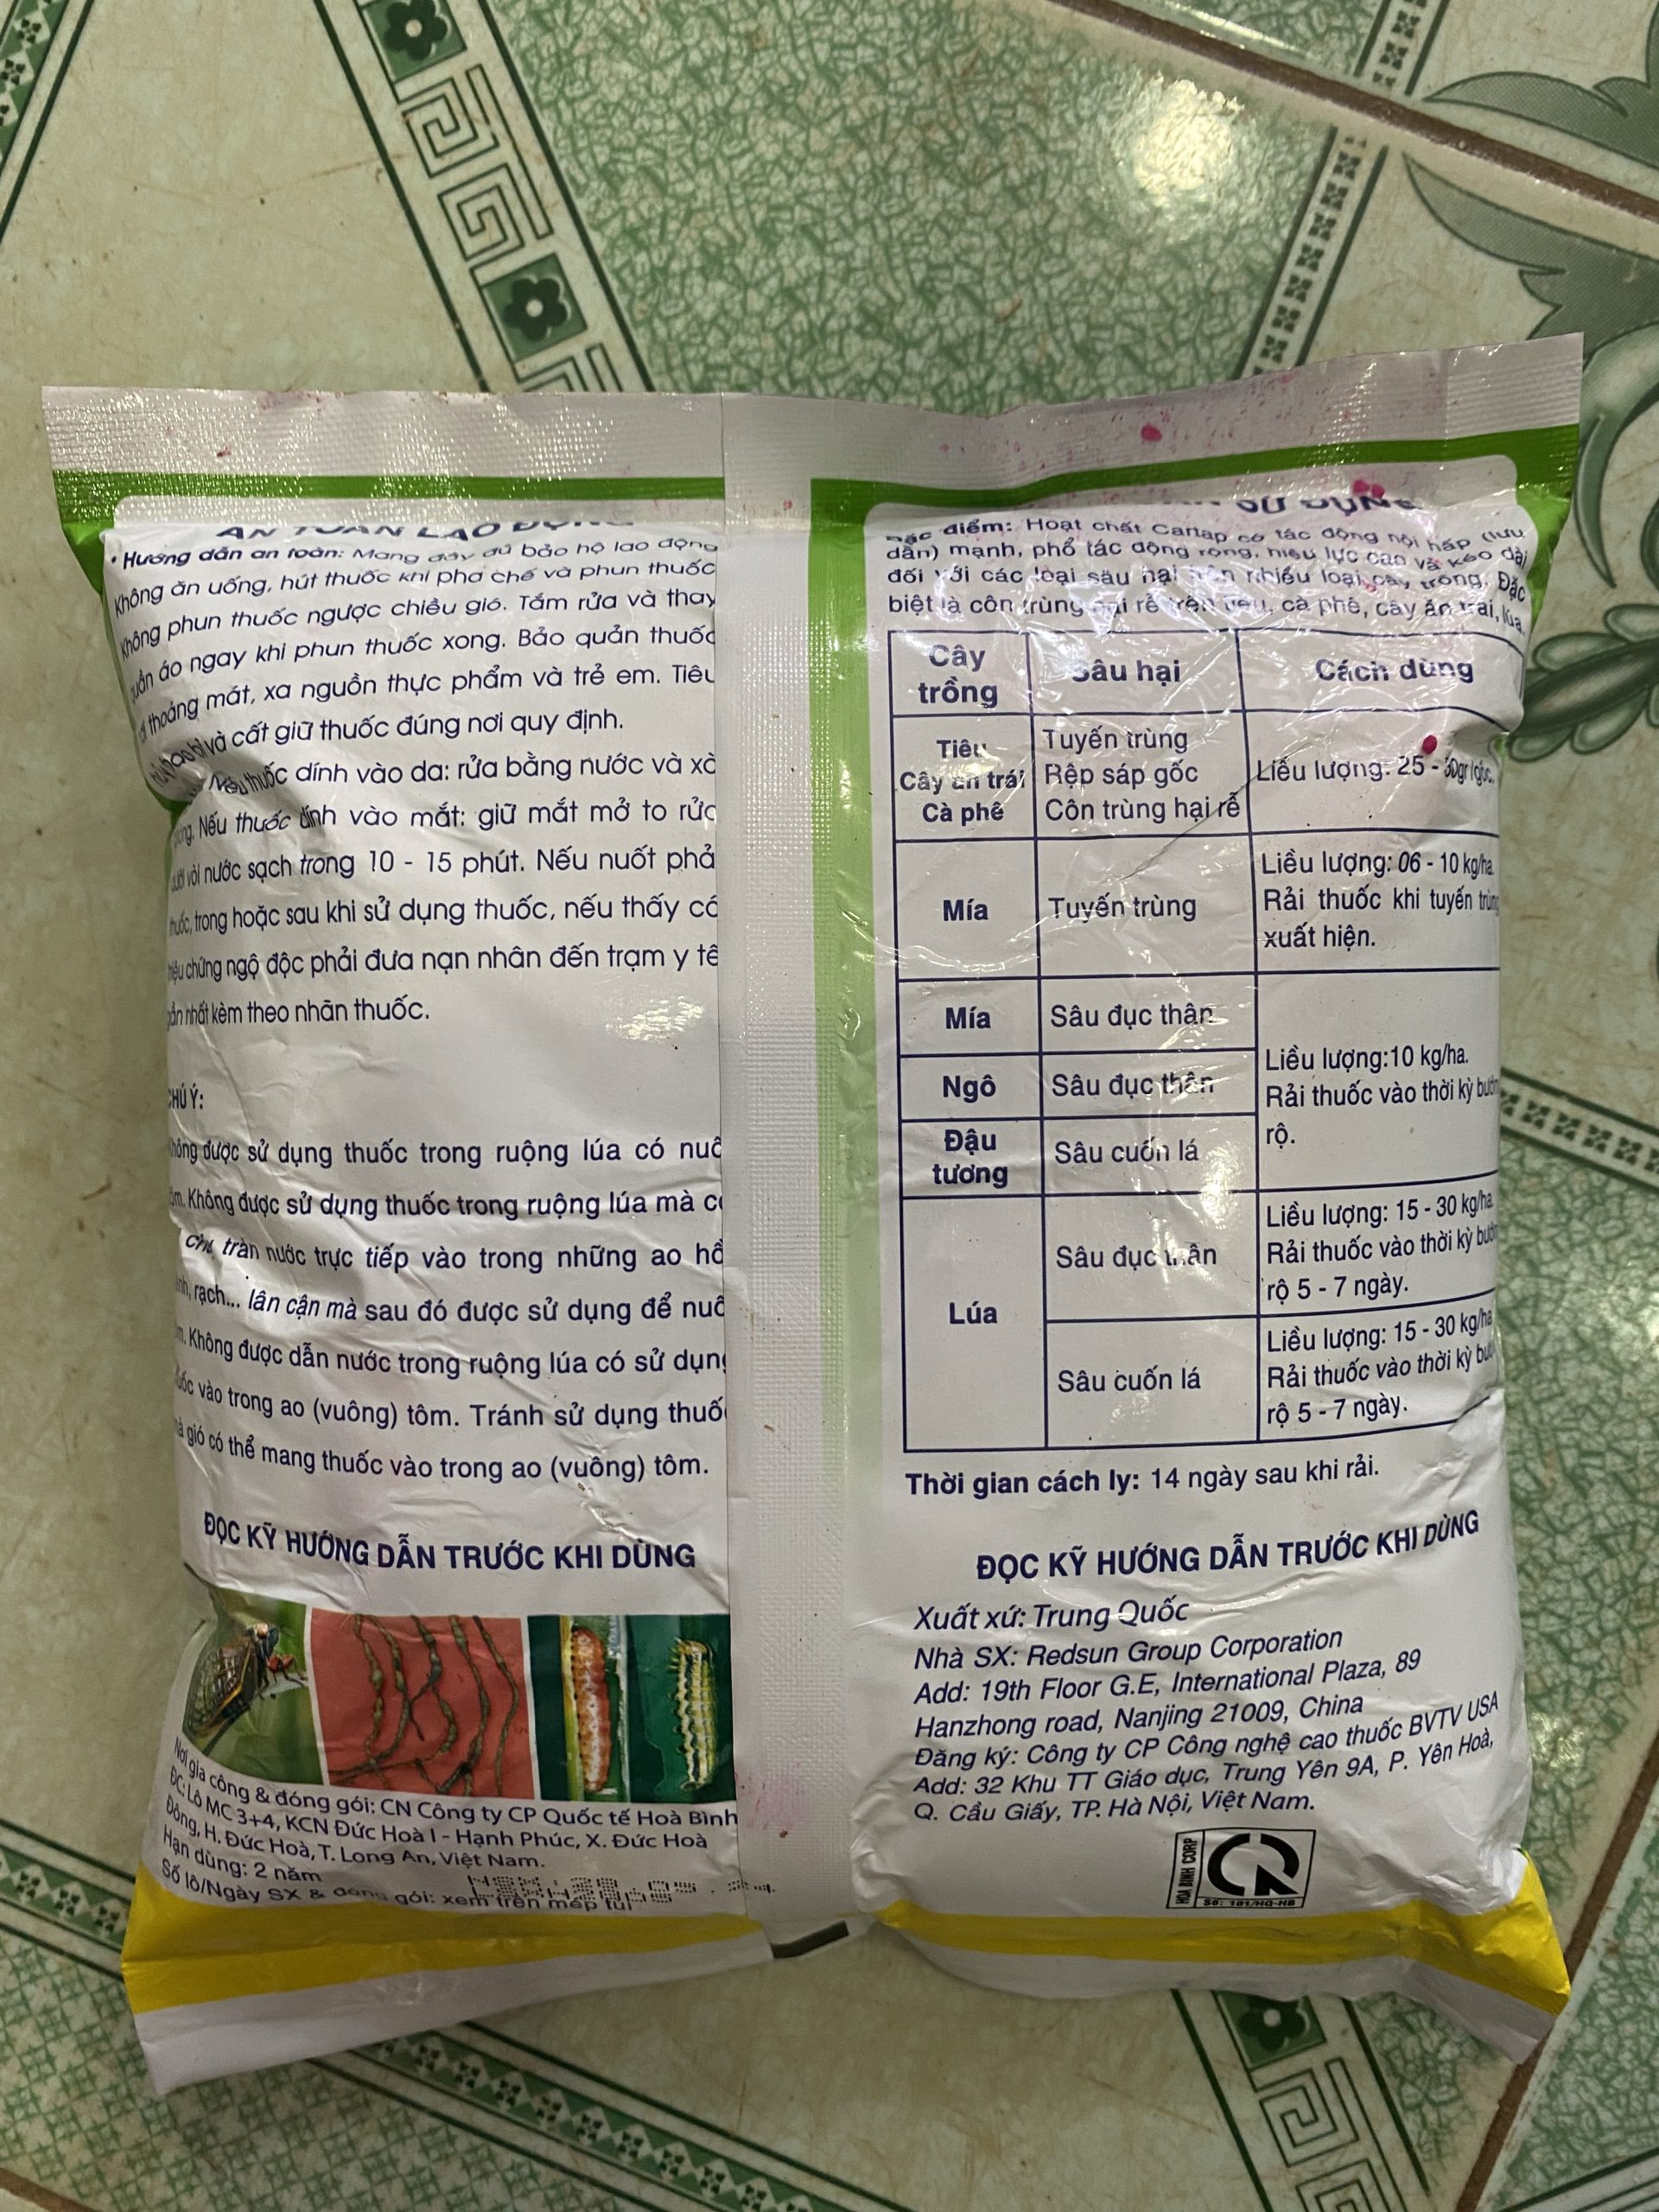 AN TOÀN LAO ĐỘNG
• Hướng dẫn an toàn: Mang đầy đủ bảo hộ lao động
Không ăn uống, hút thuốc khi pha chế và phun thuốc
Không phun thuốc ngược chiều gió. Tắm rửa và thay
quần áo ngay khi phun thuốc xong. Bảo quản thuốc
thoáng mát, xa nguồn thực phẩm và trẻ em. Tiêu
và cất giữ thuốc đúng nơi quy định.
Nếu thuốc dính vào da: rửa bằng nước và xà
Nếu thuốc dính vào mắt: giữ mắt mở to rửa
vòi nước sạch trong 10 - 15 phút. Nếu nuốt phả
thuốc, trong hoặc sau khi sử dụng thuốc, nếu thấy có
triệu chứng ngộ độc phải đưa nạn nhân đến trạm y tế
gần nhất kèm theo nhãn thuốc.
CHÚ Ý:
Không được sử dụng thuốc trong ruộng lúa có nuô
tôm. Không được sử dụng thuốc trong ruộng lúa mà c
tràn nước trực tiếp vào trong những ao hồ
rạch... lân cận mà sau đó được sử dụng để nuô
Không được dẫn nước trong ruộng lúa có sử dụng
vào trong ao (vuông) tôm. Tránh sử dụng thuố
gió có thể mang thuốc vào trong ao (vuông) tôm.
ĐỌC KỸ HƯỚNG DẪN TRƯỚC KHI DÙNG
Nơi gia công & đóng gói: CN Công ty CP Quốc tế Hoà Bình
ĐC: Lô MC 3+4, KCN Đức Hoà I - Hạnh Phúc, X. Đức Hoà
Đông, H. Đức Hoà, T. Long An, Việt Nam.
Hạn dùng: 2 năm
Số lô/Ngày SX & đóng gói: xem trên mép túi
SỬ DỤNG
điểm: Hoạt chất Cartap có tác động nội hấp (lưu
dẫn) mạnh, phổ tác động rộng, hiệu lực cao và kéo dài
đối với các loại sâu hại trên nhiều loại cây trồng. Đặc
biệt là côn trùng hại rễ trên tiêu, cà phê, cây ăn trái, lúa.
Cây trồng Sâu hại Cách dùng
Tiêu Tuyến trùng
Cây ăn trái Rệp sáp gốc Liều lượng: 25 - 30gr/gốc.
Cà phê Côn trùng hại rễ
Liều lượng: 06 - 10 kg/ha.
Mía Tuyến trùng Rải thuốc khi tuyến trùng
xuất hiện.
Mía Sâu đục thân
Liều lượng:10 kg/ha.
Ngô Sâu đục thân Rải thuốc vào thời kỳ bướm
rộ.
Đậu tương Sâu cuốn lá
Liều lượng: 15 - 30 kg/ha.
Sâu đục thân Rải thuốc vào thời kỳ bướm
rộ 5 - 7 ngày.
Lúa
Liều lượng: 15 - 30 kg/ha
Sâu cuốn lá Rải thuốc vào thời kỳ
rộ 5 - 7 ngày.
Thời gian cách ly: 14 ngày sau khi rải.
ĐỌC KỸ HƯỚNG DẪN TRƯỚC KHI DÙNG
Xuất xứ: Trung Quốc
Nhà SX: Redsun Group Corporation
Add: 19th Floor G.E, International Plaza, 89
Hanzhong road, Nanjing 21009, China
Đăng ký: Công ty CP Công nghệ cao thuốc BVTV USA
Add: 32 Khu TT Giáo dục, Trung Yên 9A, P. Yên Hoà,
Q. Cầu Giấy, TP. Hà Nội, Việt Nam.
HOA BINH CORP
Số: 101/HQ-HB